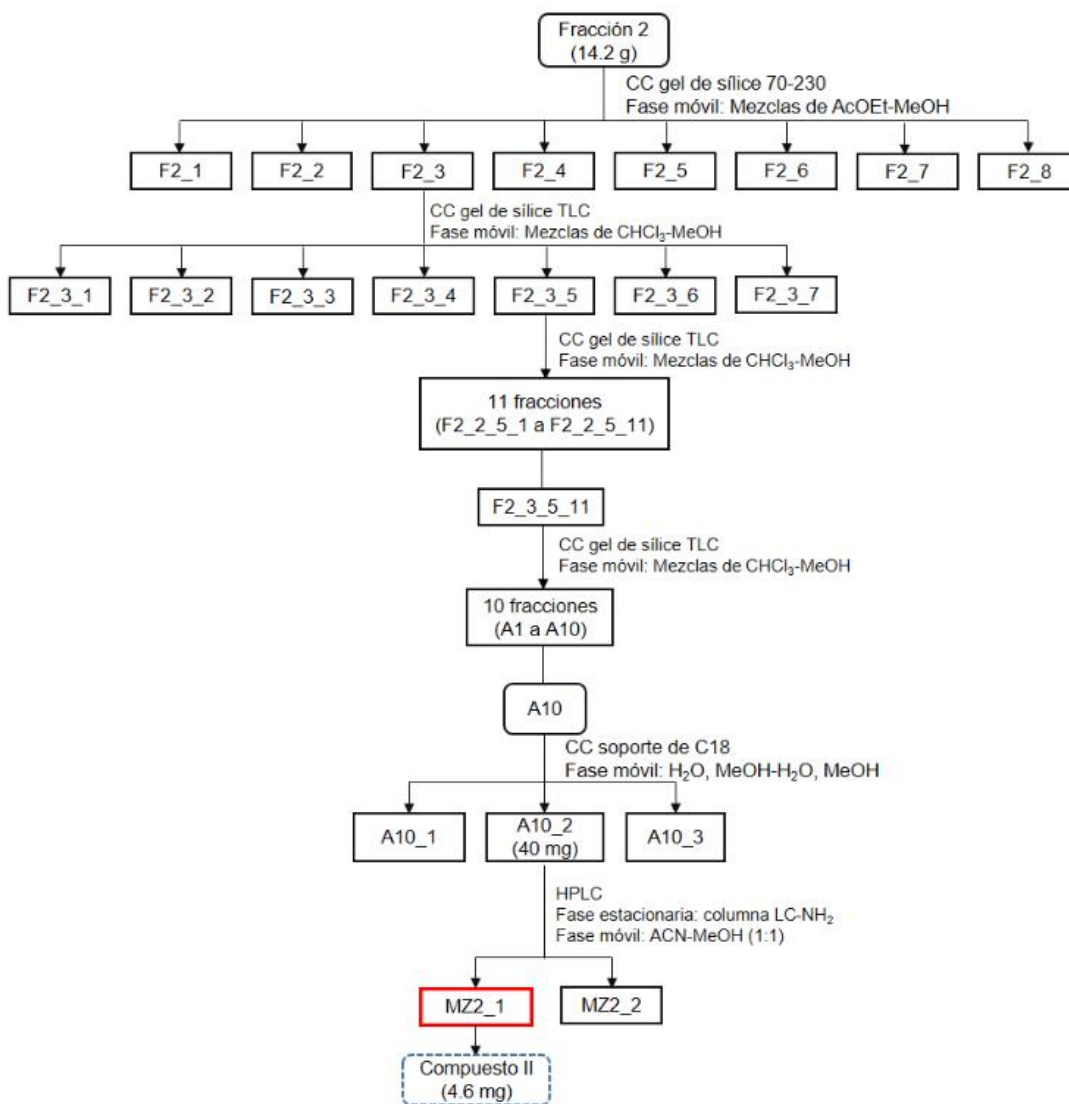 Fracción 2
(14.2 g)
CC gel de sílice 70-230
Fase móvil: Mezclas de AcOEt-MeOH
F2_1
F2_2
F2_3
F2_4
F2_5
F2_6
F2_7
F2_8
CC gel de sílice TLC
Fase móvil: Mezclas de CHCl₃-MeOH
F2_3_1
F2_3_2
F2_3_3
F2_3_4
F2_3_5
F2_3_6
F2_3_7
CC gel de sílice TLC
Fase móvil: Mezclas de CHCl₃-MeOH
11 fracciones
(F2_2_5_1 a F2_2_5_11)
F2_3_5_11
CC gel de sílice TLC
Fase móvil: Mezclas de CHCl₃-MeOH
10 fracciones
(A1 a A10)
A10
CC soporte de C18
Fase móvil: H₂O, MeOH-H₂O, MeOH
A10_1
A10_2
(40 mg)
A10_3
HPLC
Fase estacionaria: columna LC-NH₂
Fase móvil: ACN-MeOH (1:1)
MZ2_1
MZ2_2
Compuesto II
(4.6 mg)